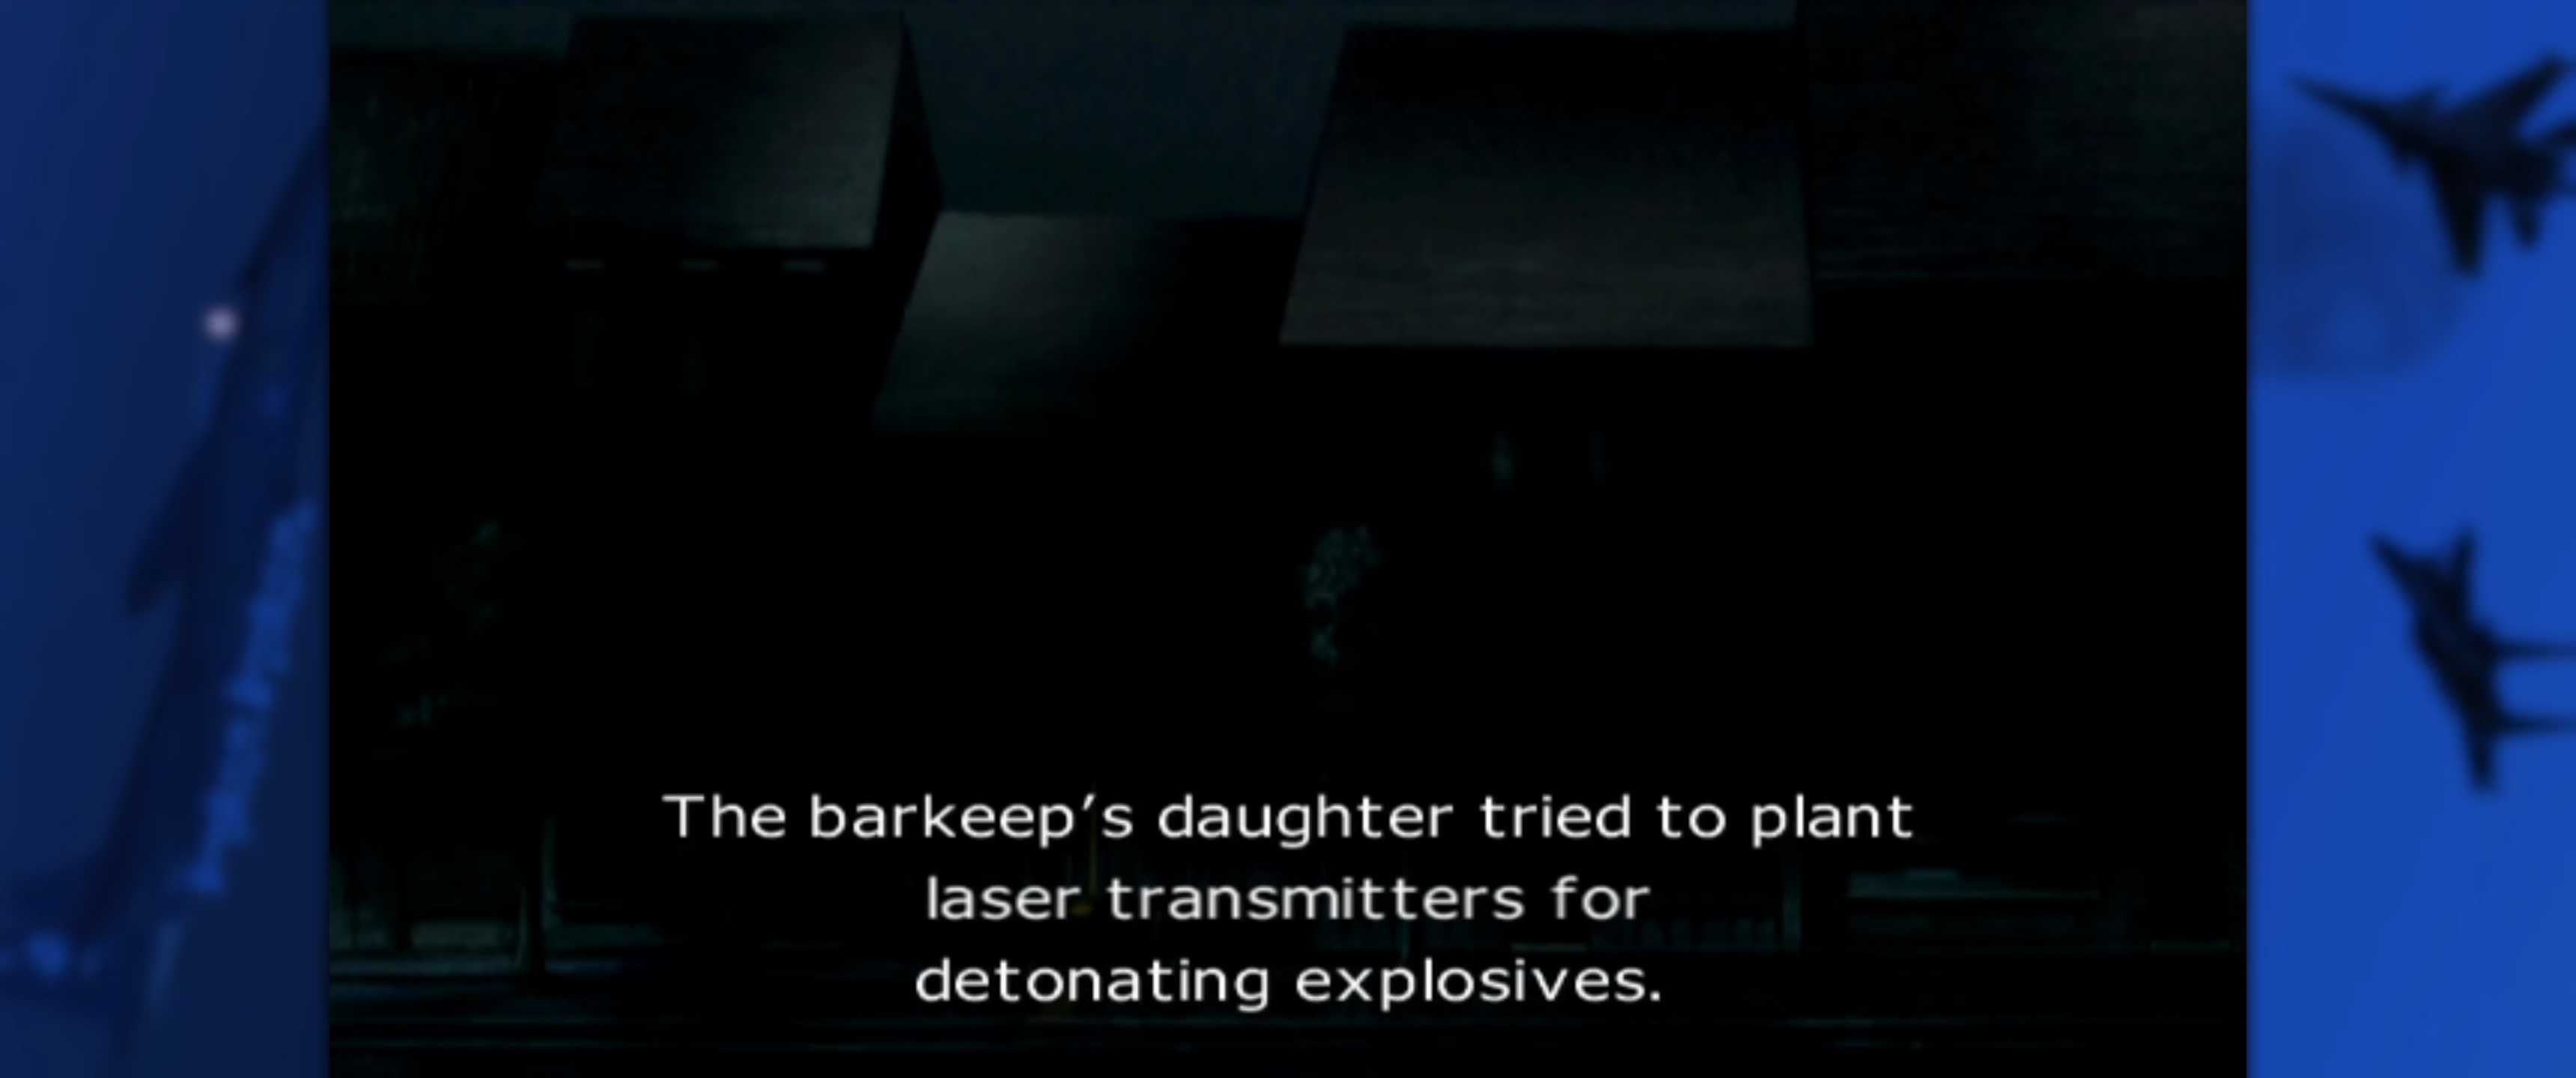 The barkeep’s daughter tried to plant
laser transmitters for
detonating explosives.